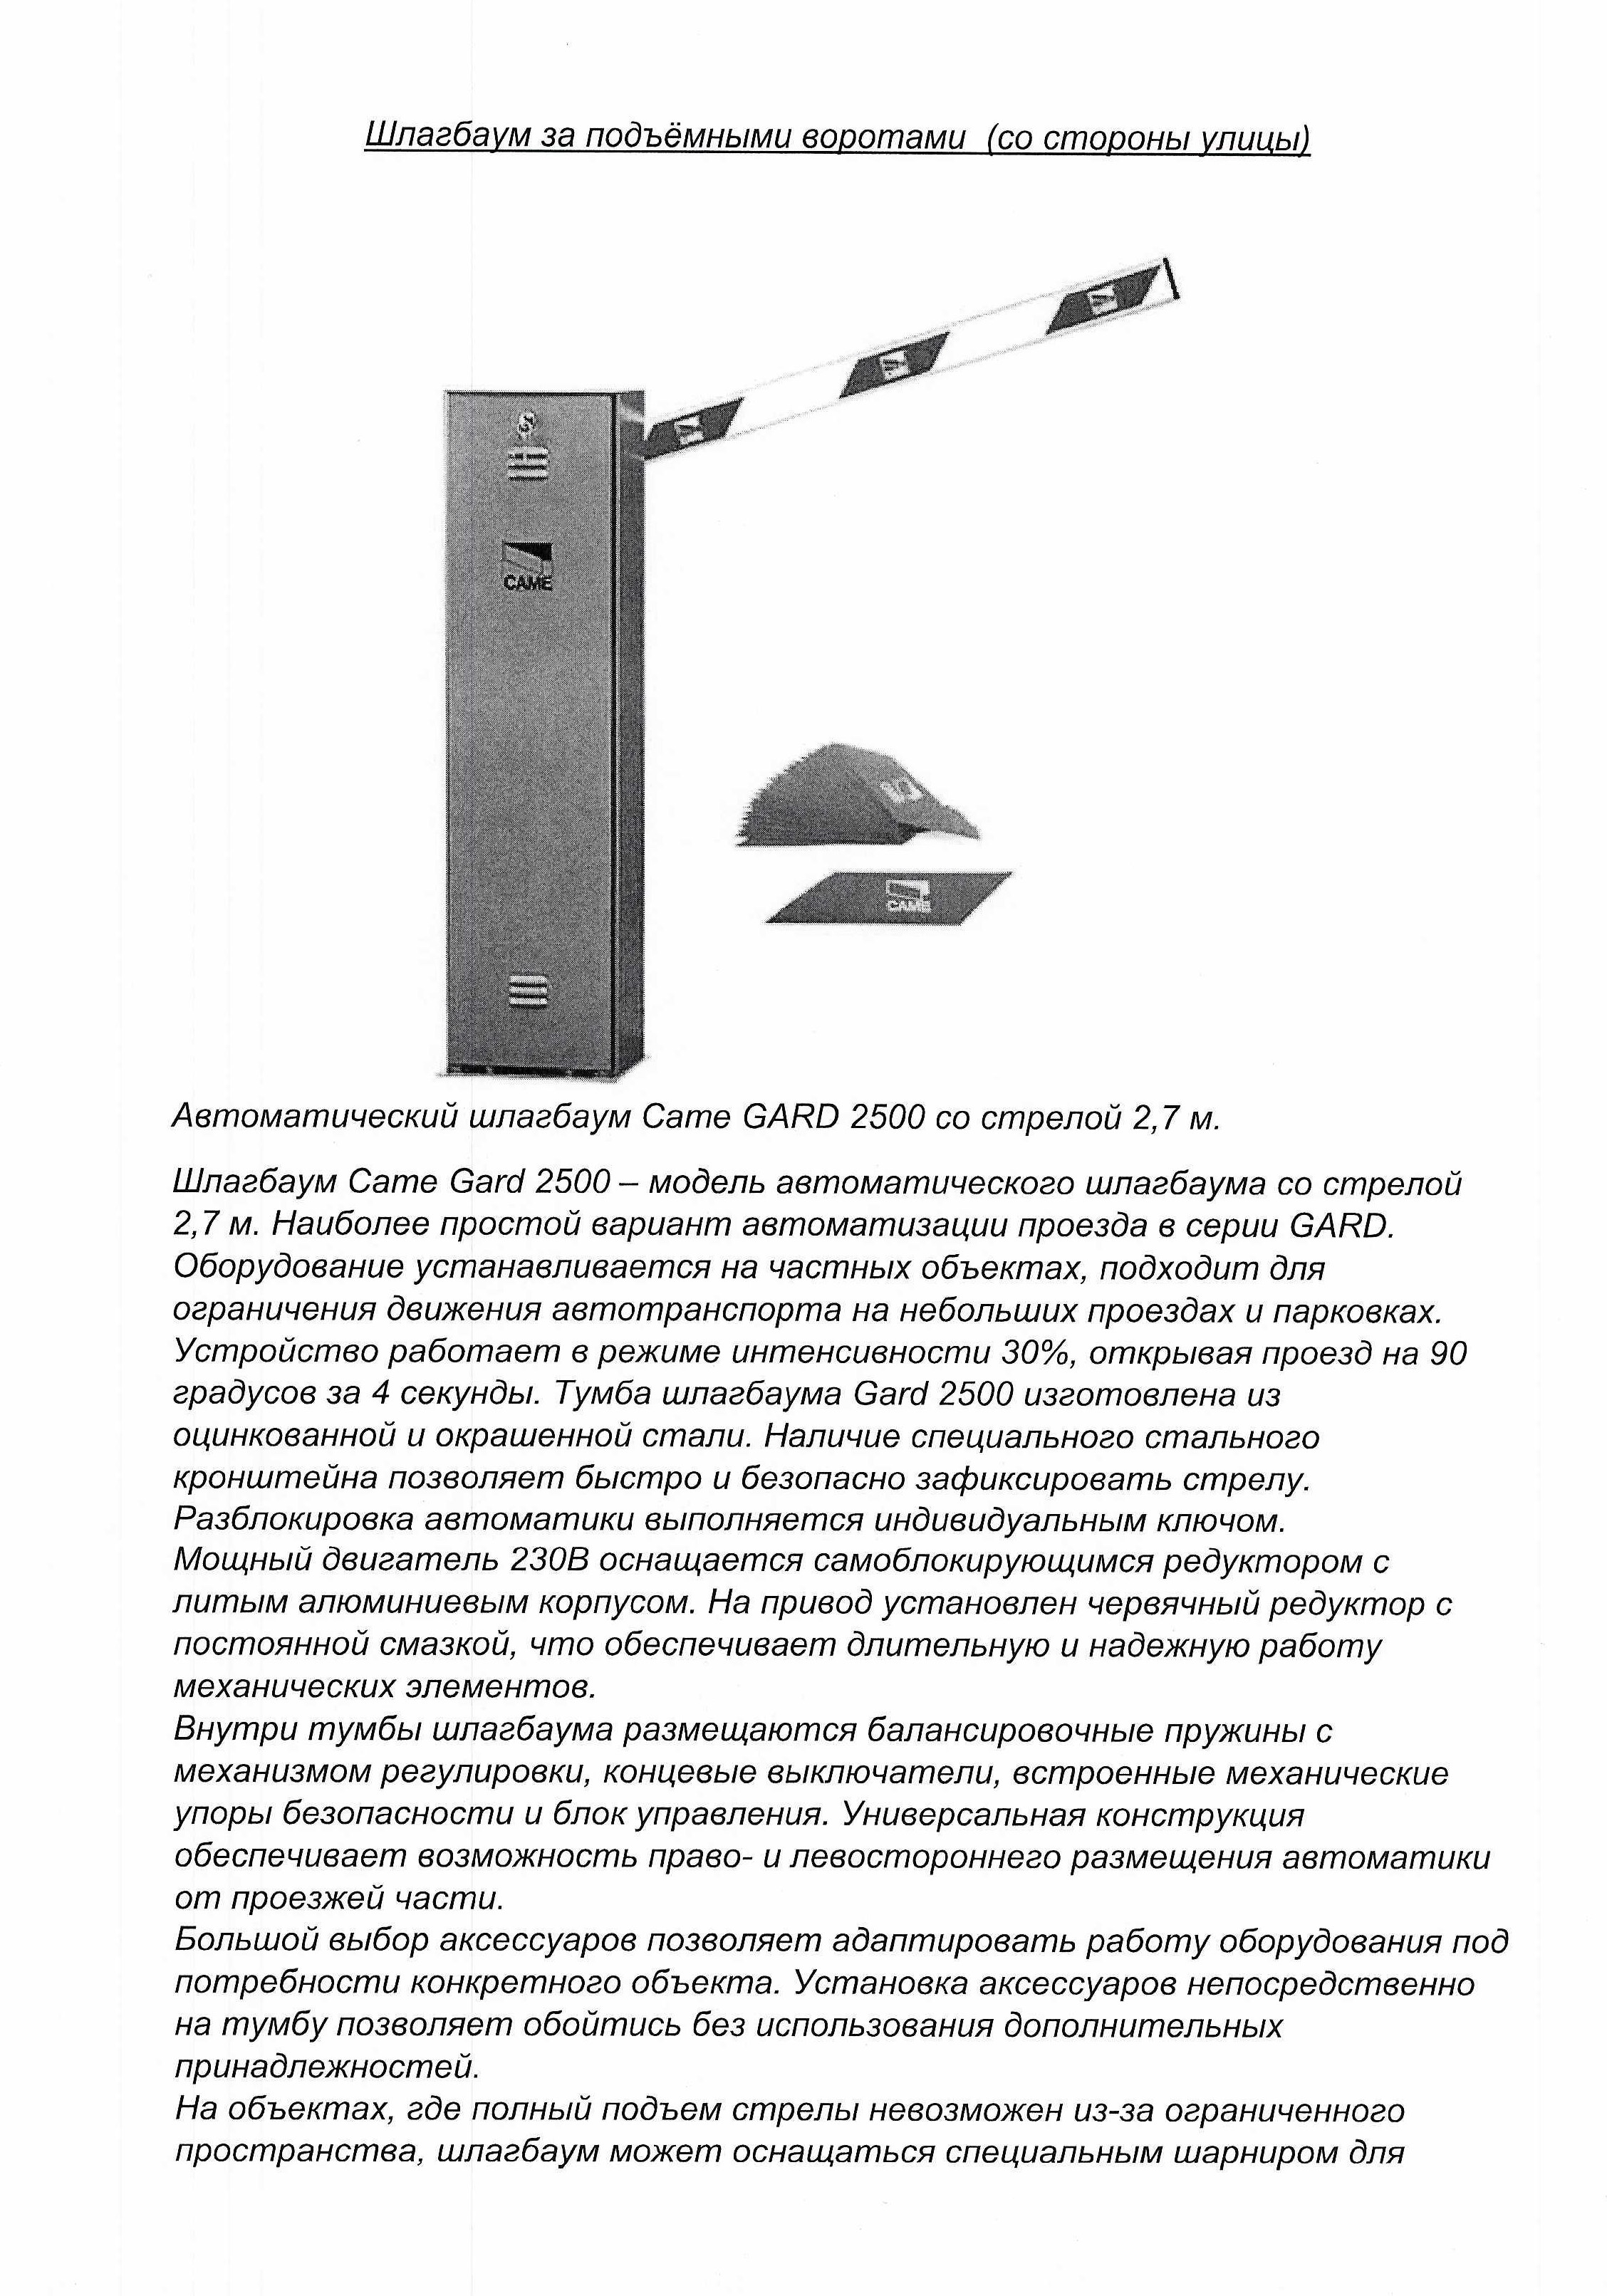 Шлагбаум за подъёмными воротами (со стороны улицы)
CAME
CAME
Автоматический шлагбаум Came GARD 2500 со стрелой 2,7 м.
Шлагбаум Came Gard 2500 – модель автоматического шлагбаума со стрелой
2,7 м. Наиболее простой вариант автоматизации проезда в серии GARD.
Оборудование устанавливается на частных объектах, подходит для
ограничения движения автотранспорта на небольших проездах и парковках.
Устройство работает в режиме интенсивности 30%, открывая проезд на 90
градусов за 4 секунды. Тумба шлагбаума Gard 2500 изготовлена из
оцинкованной и окрашенной стали. Наличие специального стального
кронштейна позволяет быстро и безопасно зафиксировать стрелу.
Разблокировка автоматики выполняется индивидуальным ключом.
Мощный двигатель 230В оснащается самоблокирующимся редуктором с
литым алюминиевым корпусом. На привод установлен червячный редуктор с
постоянной смазкой, что обеспечивает длительную и надежную работу
механических элементов.
Внутри тумбы шлагбаума размещаются балансировочные пружины с
механизмом регулировки, концевые выключатели, встроенные механические
упоры безопасности и блок управления. Универсальная конструкция
обеспечивает возможность право- и левостороннего размещения автоматики
от проезжей части.
Большой выбор аксессуаров позволяет адаптировать работу оборудования под
потребности конкретного объекта. Установка аксессуаров непосредственно
на тумбу позволяет обойтись без использования дополнительных
принадлежностей.
На объектах, где полный подъем стрелы невозможен из-за ограниченного
пространства, шлагбаум может оснащаться специальным шарниром для